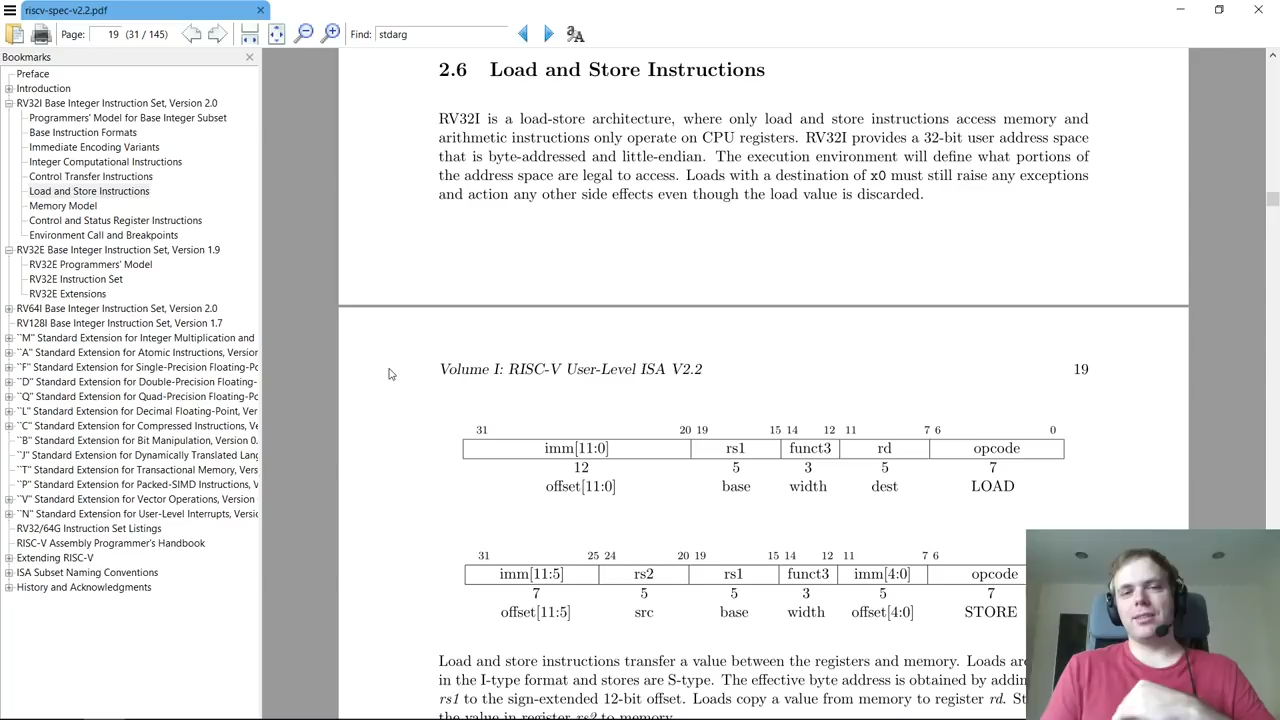 riscv-spec-v2.2.pdf
Page: 19 (31 / 145) Find: stdarg
Bookmarks
Preface
Introduction
RV32I Base Integer Instruction Set, Version 2.0
Programmers' Model for Base Integer Subset
Base Instruction Formats
Immediate Encoding Variants
Integer Computational Instructions
Control Transfer Instructions
Load and Store Instructions
Memory Model
Control and Status Register Instructions
Environment Call and Breakpoints
RV32E Base Integer Instruction Set, Version 1.9
RV32E Programmers' Model
RV32E Instruction Set
RV32E Extensions
RV64I Base Integer Instruction Set, Version 2.0
RV128I Base Integer Instruction Set, Version 1.7
``M'' Standard Extension for Integer Multiplication and
``A'' Standard Extension for Atomic Instructions, Version
``F'' Standard Extension for Single-Precision Floating-Po
``D'' Standard Extension for Double-Precision Floating-
``Q'' Standard Extension for Quad-Precision Floating-Po
``L'' Standard Extension for Decimal Floating-Point, Ver
``C'' Standard Extension for Compressed Instructions, Ve
``B'' Standard Extension for Bit Manipulation, Version 0.
``J'' Standard Extension for Dynamically Translated Lang
``T'' Standard Extension for Transactional Memory, Vers
``P'' Standard Extension for Packed-SIMD Instructions, V
``V'' Standard Extension for Vector Operations, Version
``N'' Standard Extension for User-Level Interrupts, Versio
RV32/64G Instruction Set Listings
RISC-V Assembly Programmer's Handbook
Extending RISC-V
ISA Subset Naming Conventions
History and Acknowledgments
2.6 Load and Store Instructions
RV32I is a load-store architecture, where only load and store instructions access memory and
arithmetic instructions only operate on CPU registers. RV32I provides a 32-bit user address space
that is byte-addressed and little-endian. The execution environment will define what portions of
the address space are legal to access. Loads with a destination of x0 must still raise any exceptions
and action any other side effects even though the load value is discarded.
Volume I: RISC-V User-Level ISA V2.2 19
31 20 19 15 14 12 11 7 6 0
imm[11:0] rs1 funct3 rd opcode
12 5 3 5 7
offset[11:0] base width dest LOAD
31 25 24 20 19 15 14 12 11 7 6
imm[11:5] rs2 rs1 funct3 imm[4:0] opcode
7 5 5 3 5 7
offset[11:5] src base width offset[4:0] STORE
Load and store instructions transfer a value between the registers and memory. Loads are
in the I-type format and stores are S-type. The effective byte address is obtained by addin
rs1 to the sign-extended 12-bit offset. Loads copy a value from memory to register rd. St
the value in register rs2 to memory.